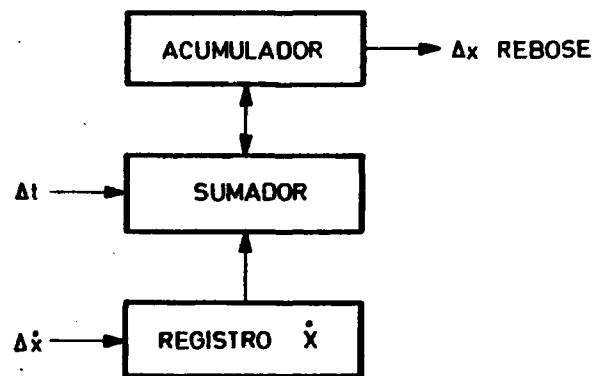 ACUMULADOR
Δx REBOSE
Δt
SUMADOR
Δẋ
REGISTRO Ẋ